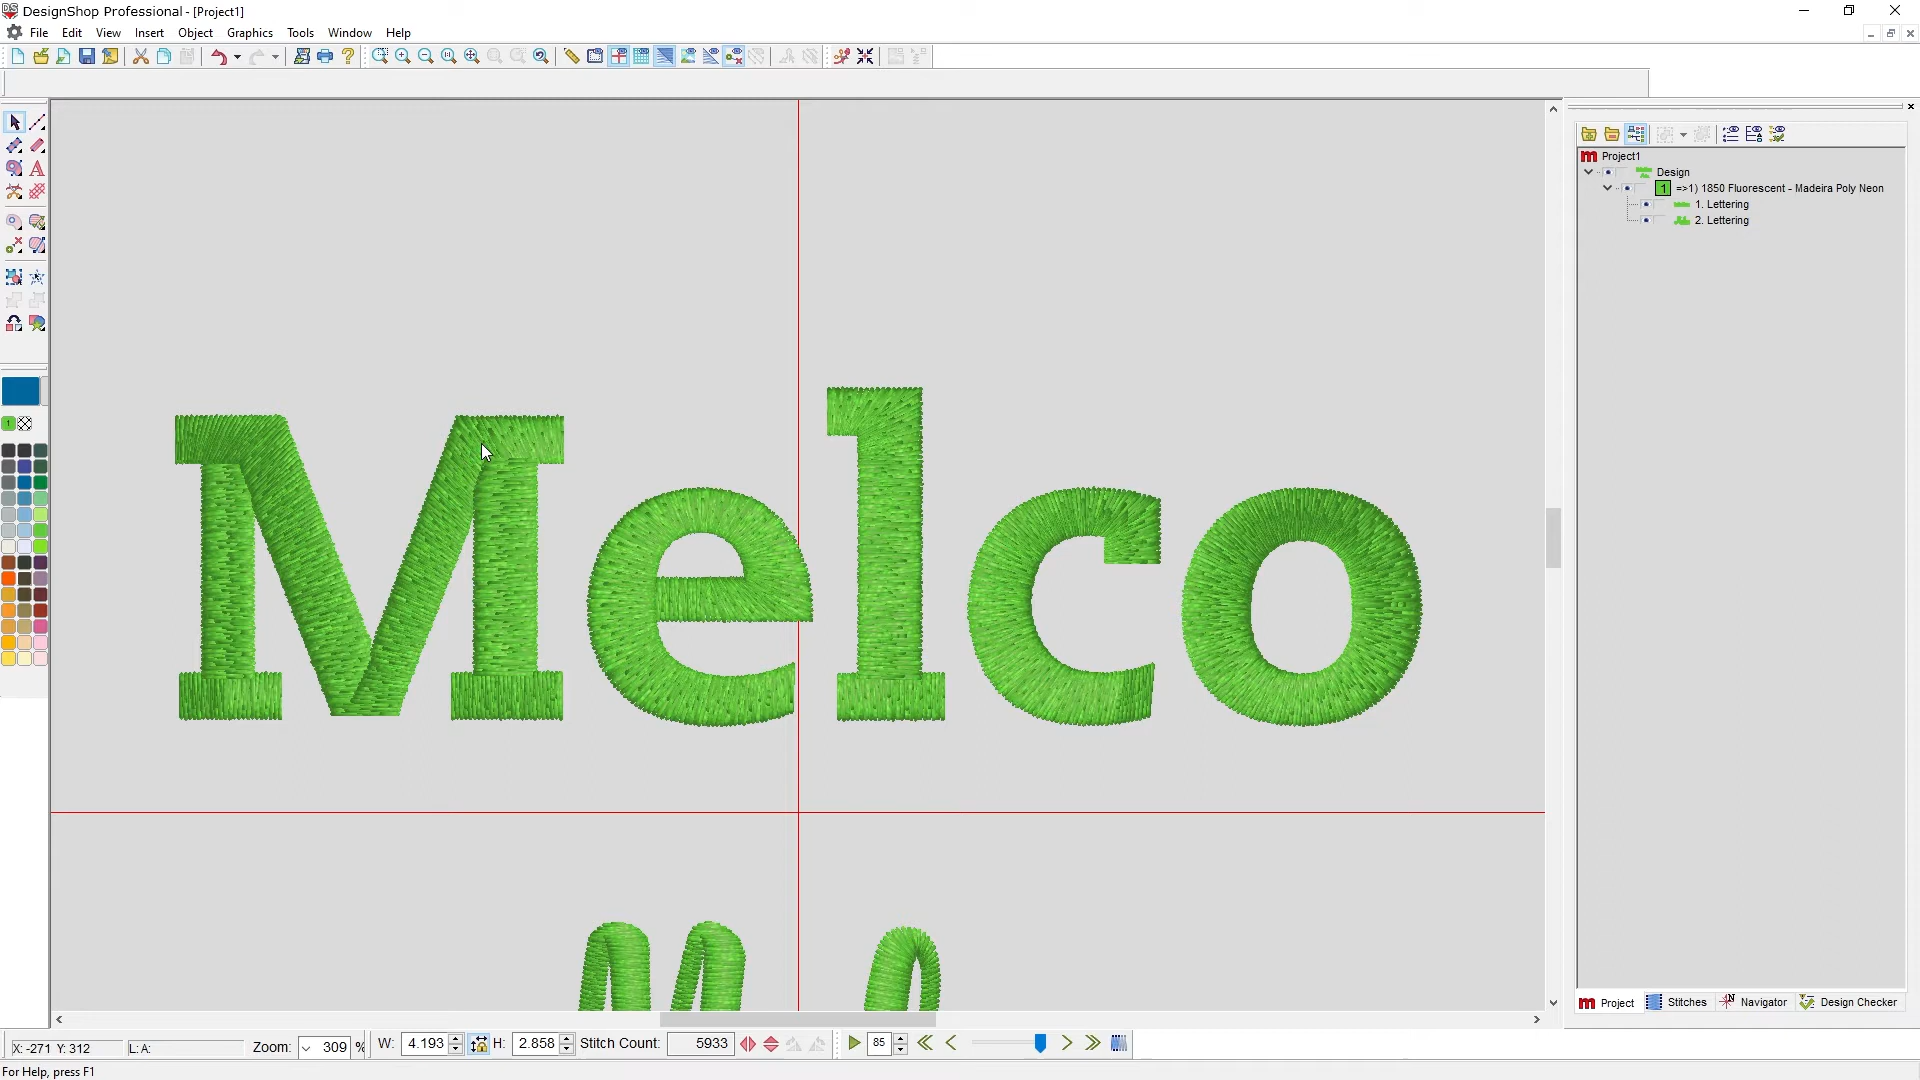 DesignShop Professional - [Project1]
File Edit View Insert Object Graphics Tools Window Help
Project1
Design
1 =>1) 1850 Fluorescent - Madeira Poly Neon
1. Lettering
2. Lettering
1
Melco
Project Stitches Navigator Design Checker
X: -271 Y: 312 L: A: Zoom: 309 % W: 4.193 H: 2.858 Stitch Count: 5933 85
For Help, press F1